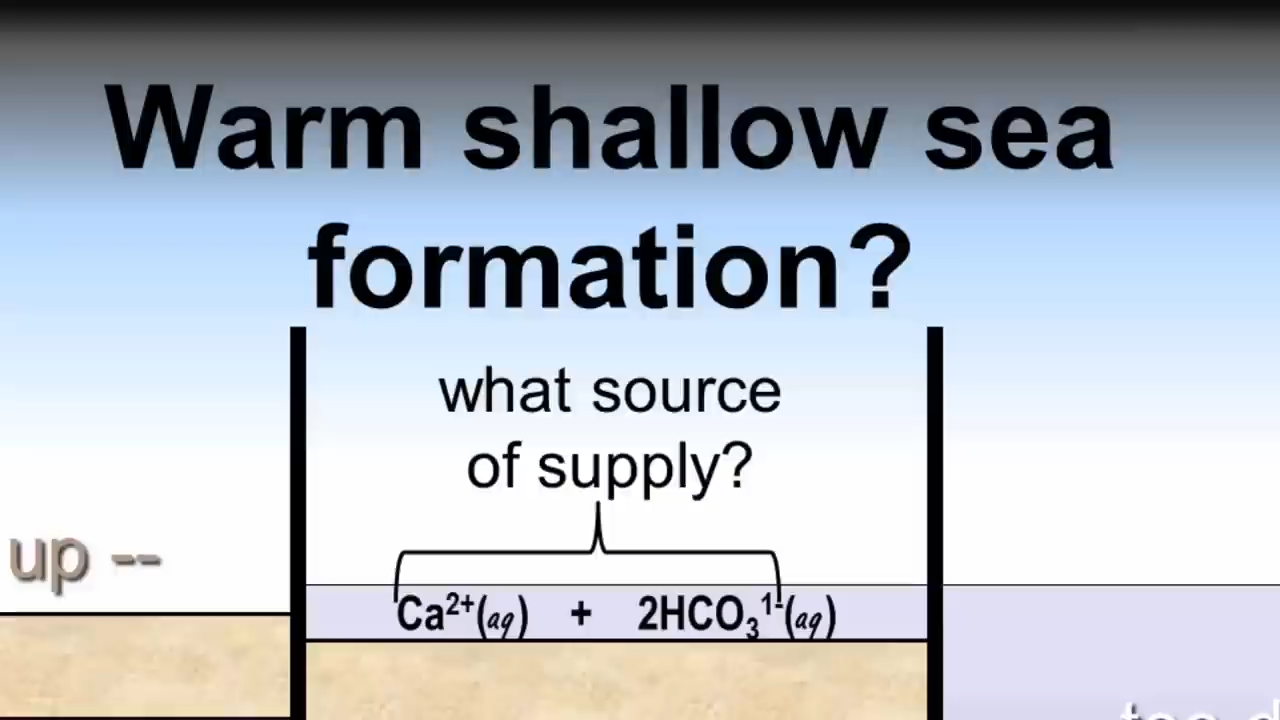 Warm shallow sea
formation?
what source
of supply?
up --
Ca²⁺(aq) + 2HCO₃¹⁻(aq)